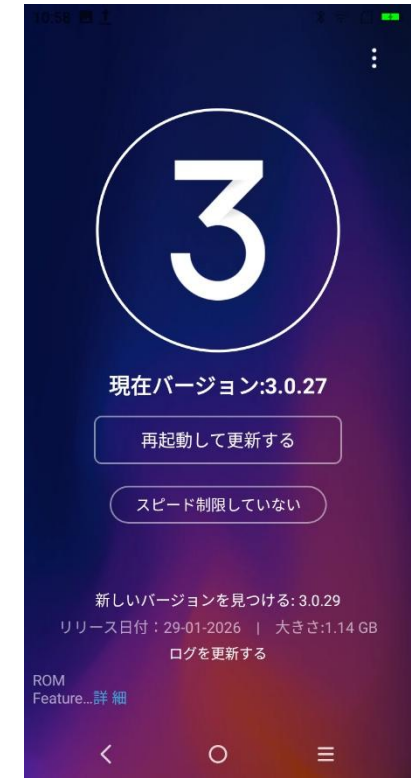 10:58
3
現在バージョン:3.0.27
再起動して更新する
スピード制限していない
新しいバージョンを見つける: 3.0.29
リリース日付：29-01-2026 | 大きさ:1.14 GB
ログを更新する
ROM
Feature...詳 細